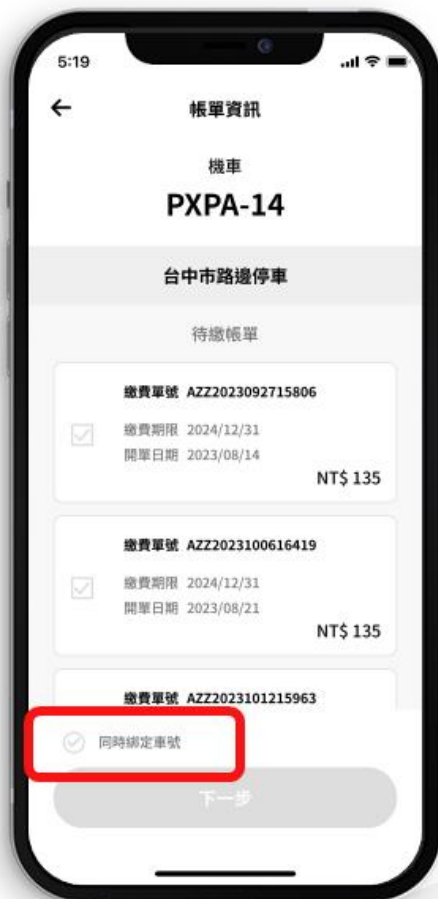 5:19
帳單資訊
機車
PXPA-14
台中市路邊停車
待繳帳單
繳費單號 AZZ2023092715806
繳費期限 2024/12/31
開單日期 2023/08/14
NT$ 135
繳費單號 AZZ2023100616419
繳費期限 2024/12/31
開單日期 2023/08/21
NT$ 135
繳費單號 AZZ2023101215963
同時綁定車號
下一步